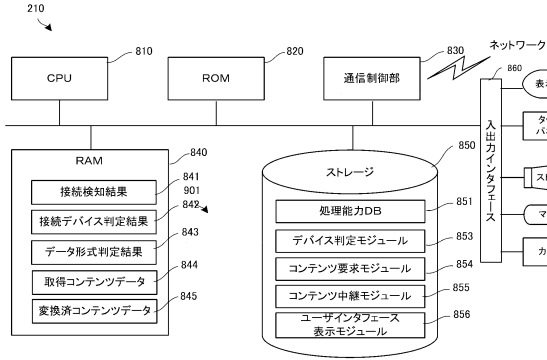 210
810
CPU
820
ROM
830
通信制御部
ネットワーク
860
入出力インタフェース
RAM
840
接続検知結果
841
901
接続デバイス判定結果
842
データ形式判定結果
843
取得コンテンツデータ
844
変換済コンテンツデータ
845
ストレージ
850
処理能力DB
851
デバイス判定モジュール
853
コンテンツ要求モジュール
854
コンテンツ中継モジュール
855
ユーザインタフェース
表示モジュール
856
表
タ
パ
ス
マ
カ